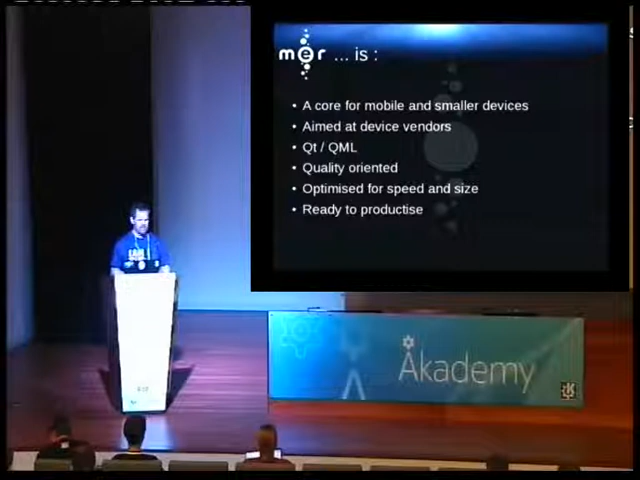 mer ... is :
• A core for mobile and smaller devices
• Aimed at device vendors
• Qt / QML
• Quality oriented
• Optimised for speed and size
• Ready to productise
Akademy